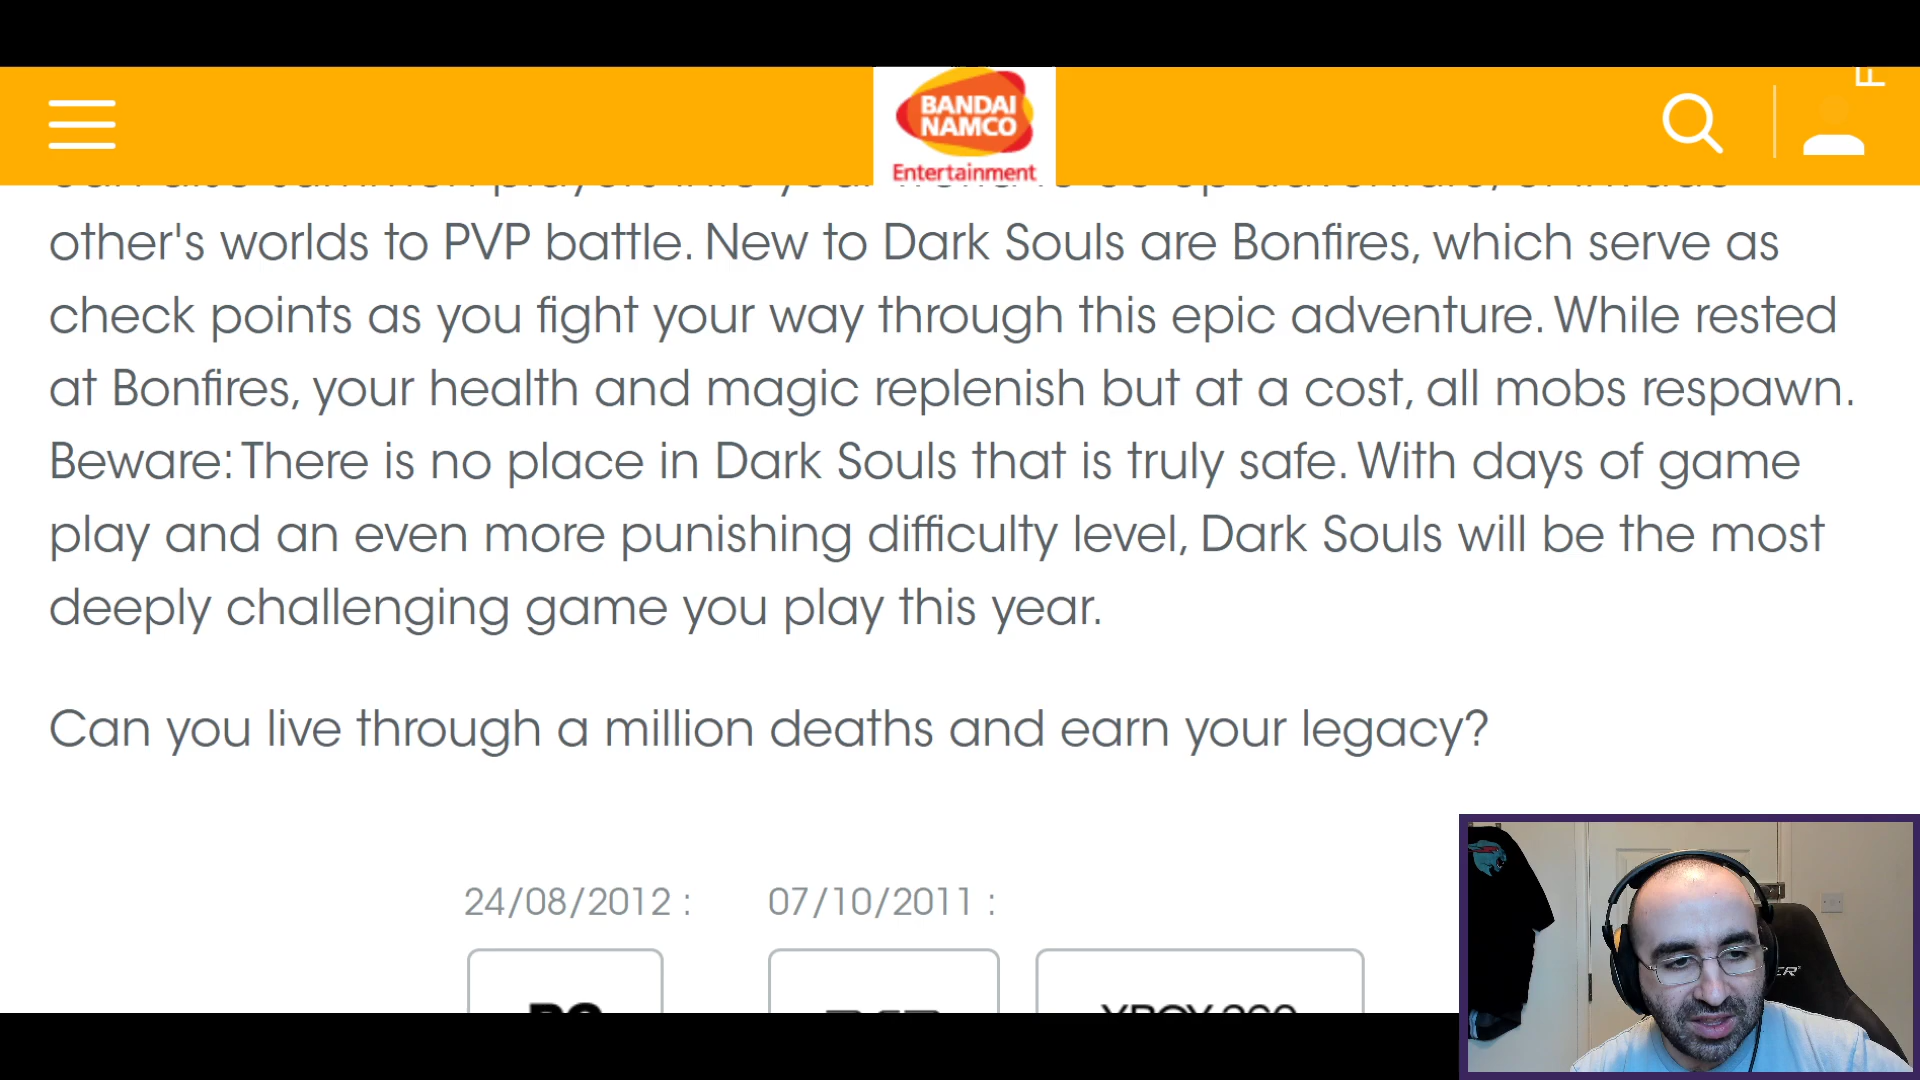 BANDAI
NAMCO
Entertainment
other's worlds to PVP battle. New to Dark Souls are Bonfires, which serve as
check points as you fight your way through this epic adventure. While rested
at Bonfires, your health and magic replenish but at a cost, all mobs respawn.
Beware: There is no place in Dark Souls that is truly safe. With days of game
play and an even more punishing difficulty level, Dark Souls will be the most
deeply challenging game you play this year.
Can you live through a million deaths and earn your legacy?
24/08/2012 : 07/10/2011 :